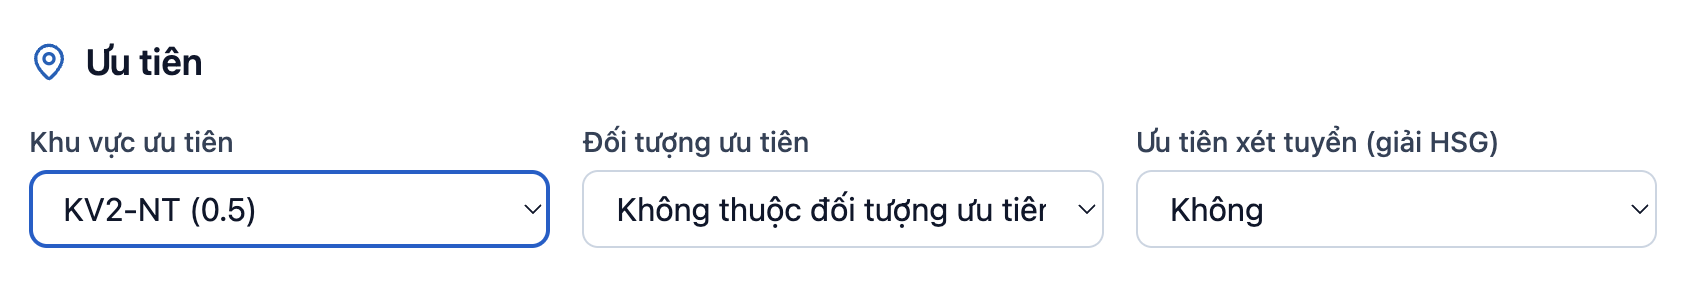 Ưu tiên
Khu vực ưu tiên
Đối tượng ưu tiên
Ưu tiên xét tuyển (giải HSG)
KV2-NT (0.5)
Không thuộc đối tượng ưu
Không